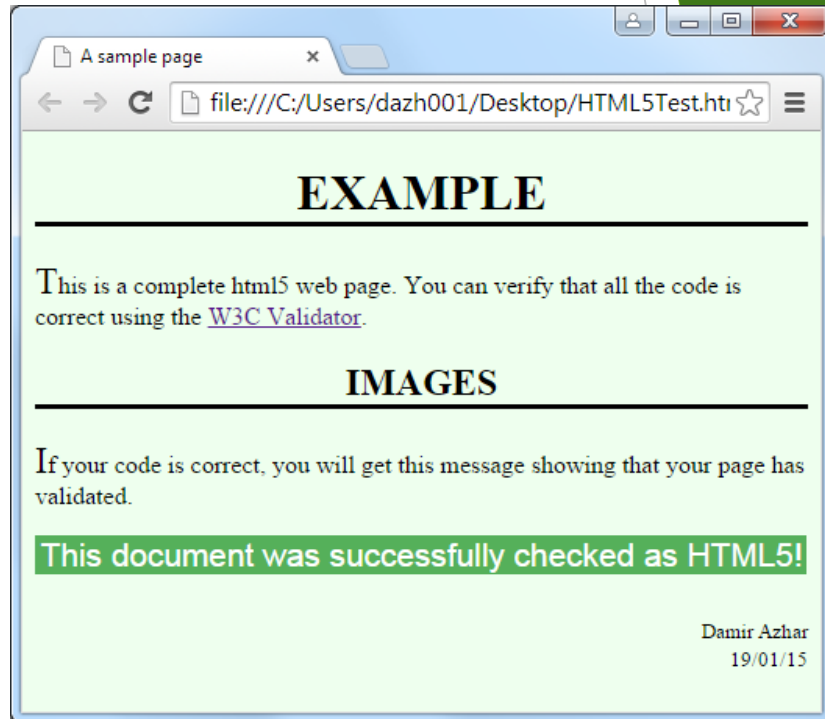 A sample page
file:///C:/Users/dazh001/Desktop/HTML5Test.htm
EXAMPLE
This is a complete html5 web page. You can verify that all the code is
correct using the W3C Validator.
IMAGES
If your code is correct, you will get this message showing that your page has
validated.
This document was successfully checked as HTML5!
Damir Azhar
19/01/15